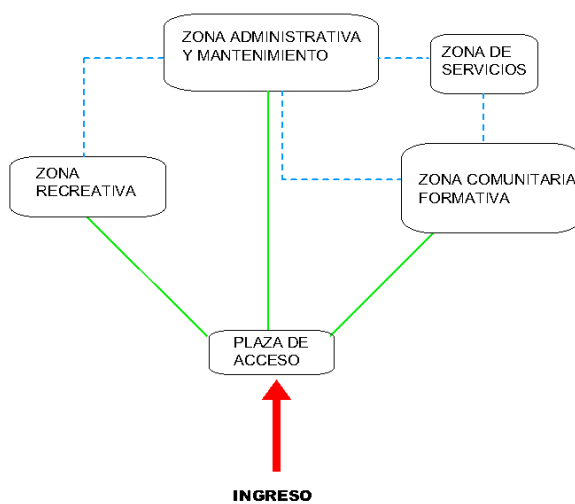 ZONA ADMINISTRATIVA
Y MANTENIMIENTO
ZONA DE
SERVICIOS
ZONA
RECREATIVA
ZONA COMUNITARIA
FORMATIVA
PLAZA DE
ACCESO
INGRESO